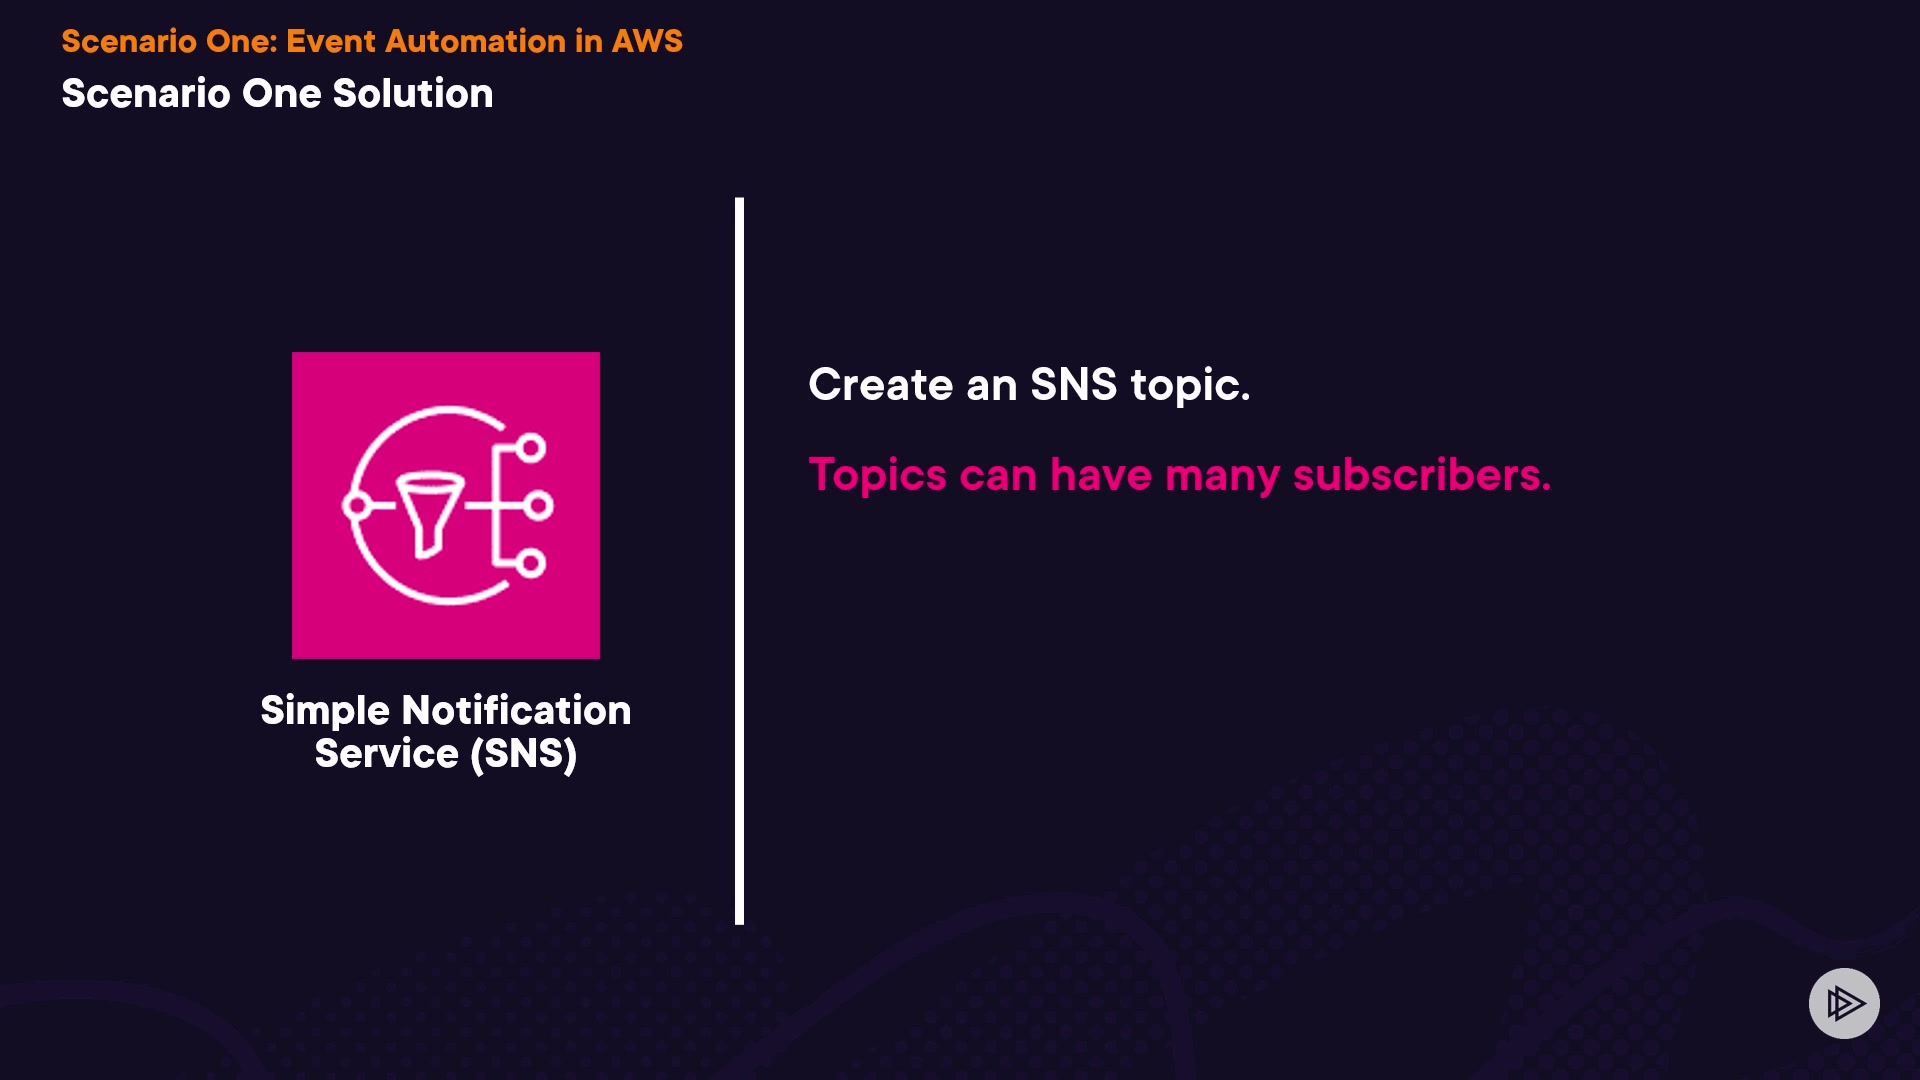 Scenario One: Event Automation in AWS
Scenario One Solution
Create an SNS topic.
Topics can have many subscribers.
Simple Notification
Service (SNS)